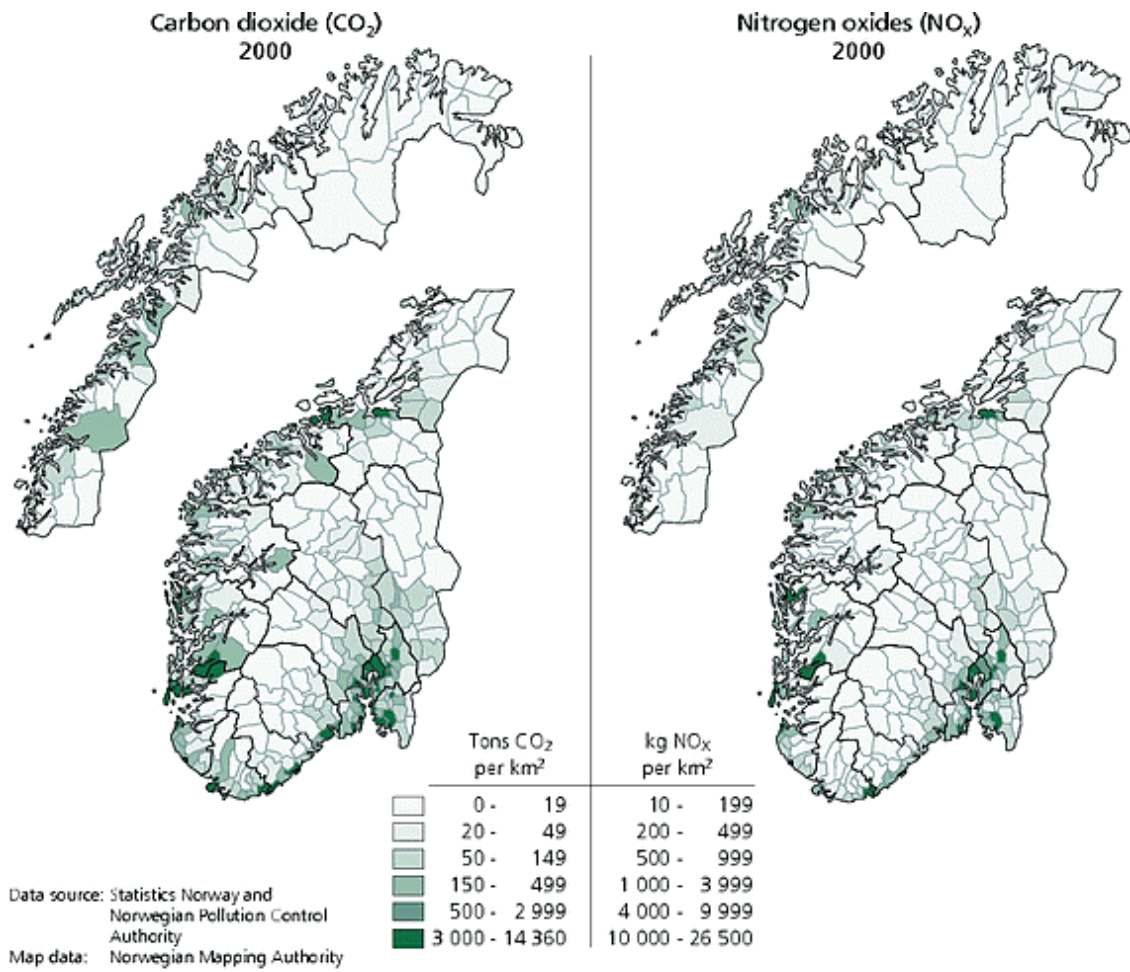 Carbon dioxide (CO₂)
2000
Nitrogen oxides (NOₓ)
2000
Tons CO₂
per km²
kg NOₓ
per km²
0 - 19
10 - 199
20 - 49
200 - 499
50 - 149
500 - 999
150 - 499
1 000 - 3 999
500 - 2 999
4 000 - 9 999
3 000 - 14 360
10 000 - 26 500
Data source: Statistics Norway and
Norwegian Pollution Control
Authority
Map data: Norwegian Mapping Authority